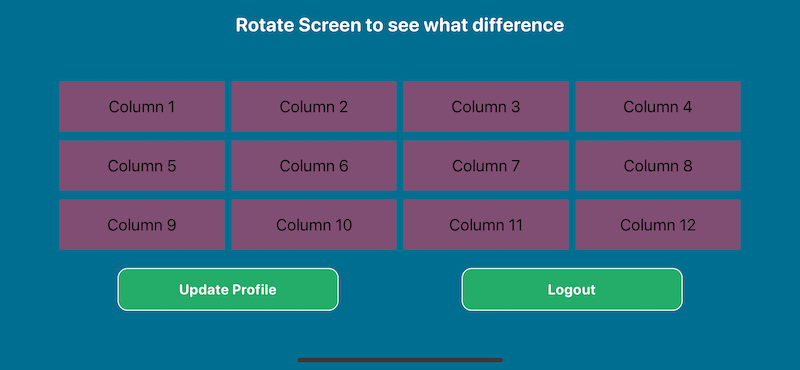 Rotate Screen to see what difference
Column 1 Column 2 Column 3 Column 4
Column 5 Column 6 Column 7 Column 8
Column 9 Column 10 Column 11 Column 12
Update Profile Logout